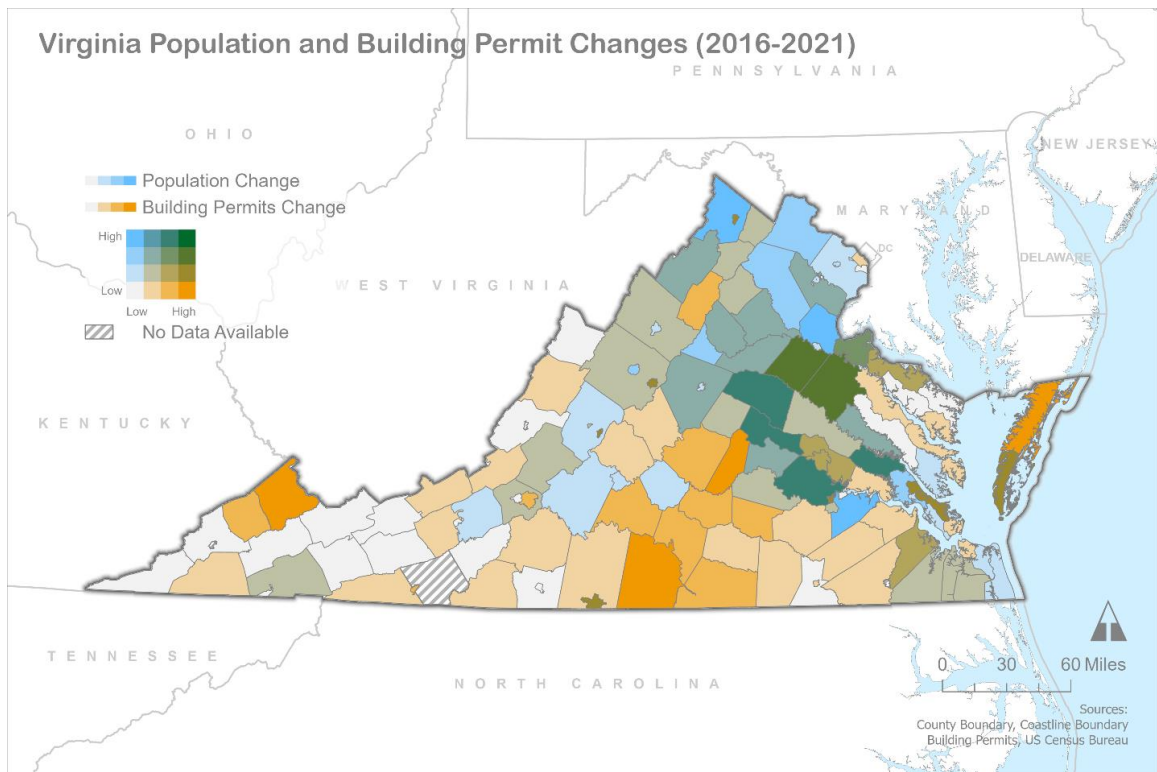 Virginia Population and Building Permit Changes (2016-2021)
PENNSYLVANIA
OHIO
NEW JERSEY
Population Change
Building Permits Change
MARYLAND
High
DC
DELAWARE
WEST VIRGINIA
Low
Low High
No Data Available
KENTUCKY
TENNESSEE
NORTH CAROLINA
0 30 60 Miles
Sources:
County Boundary, Coastline Boundary
Building Permits, US Census Bureau